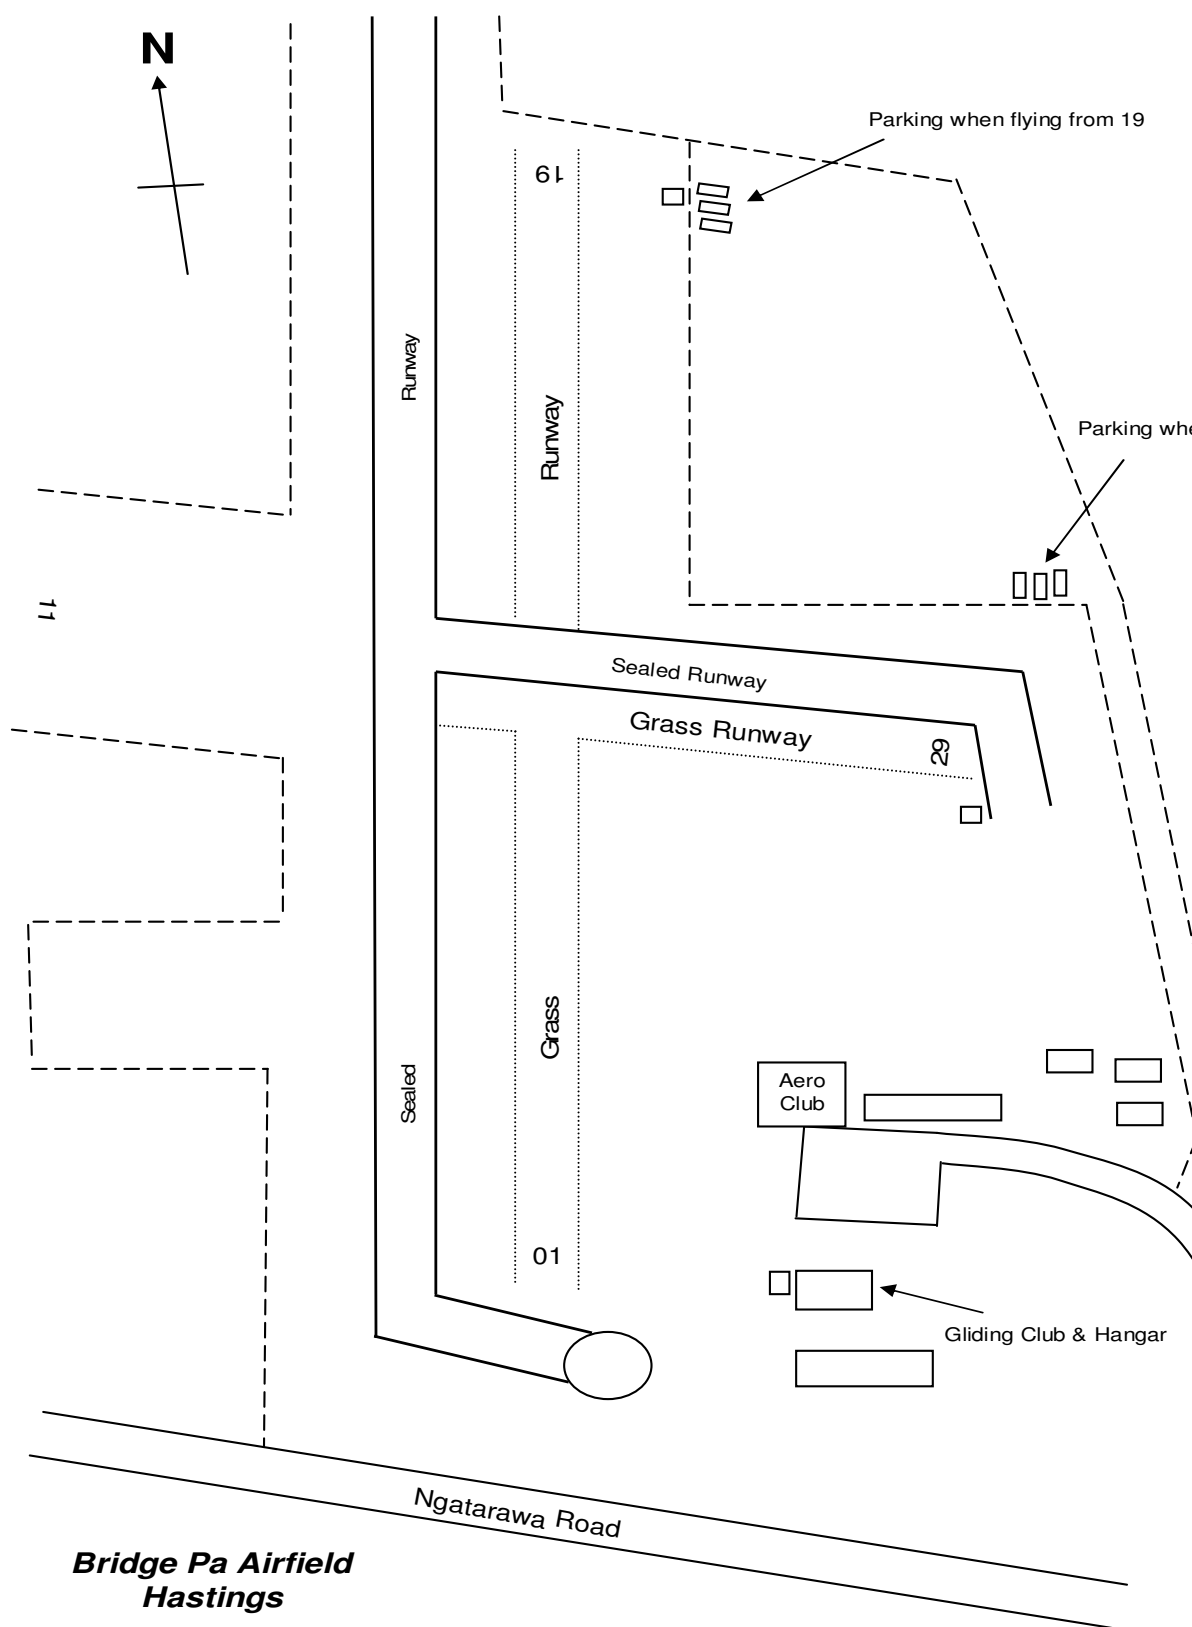 N
Parking when flying from 19
19
Runway
Runway
Parking whe
11
Sealed Runway
Grass Runway
29
Grass
Sealed
Aero
Club
01
Gliding Club & Hangar
Ngatarawa Road
Bridge Pa Airfield
Hastings